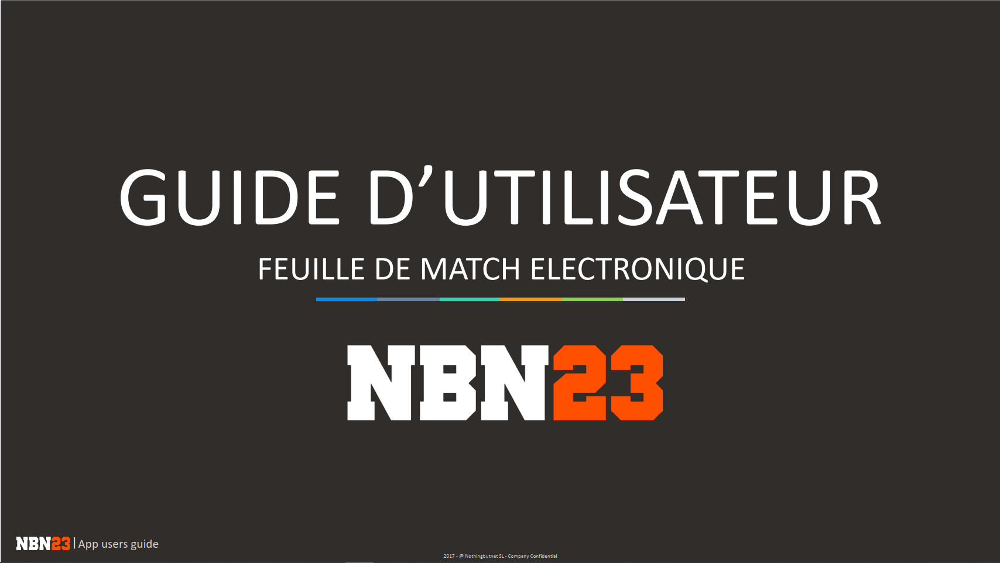 GUIDE D’UTILISATEUR
FEUILLE DE MATCH ELECTRONIQUE
NBN23
NBN23 | App users guide
2017 - @ Nothingbutnet SL - Company Confidential